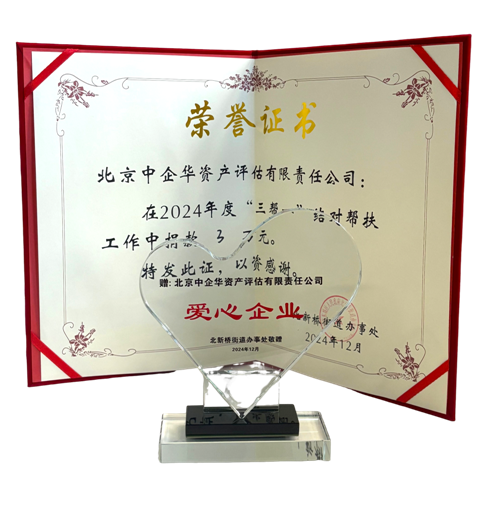 荣誉证书
北京中企华资产评估有限责任公司：
在2024年度“三帮一”结对帮扶
工作中捐款 3 万元。
特发此证，以资感谢。
赠: 北京中企华资产评估有限责任公司
爱心企业
新桥街道办事处
2024年12月
北新桥街道办事处敬赠
2024年12月